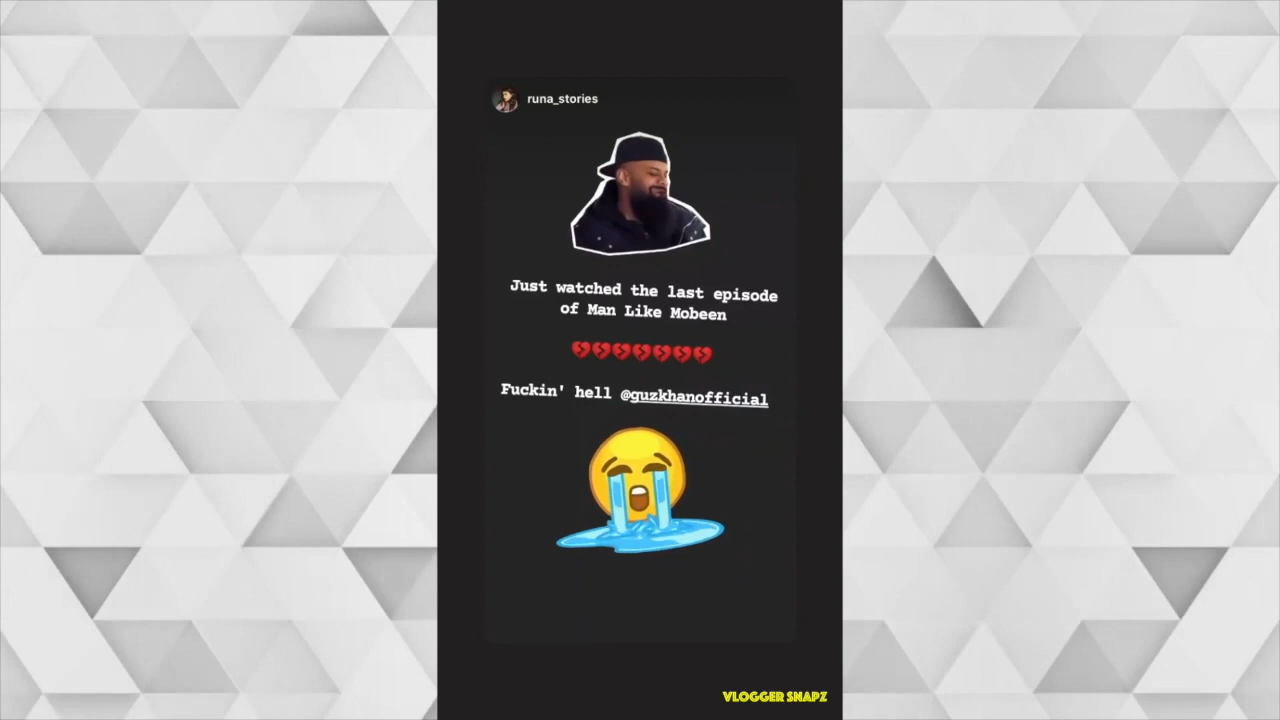 runa_stories
Just watched the last episode
of Man Like Mobeen
Fuckin' hell @guzkhanofficial
VLOGGER SNAPZ